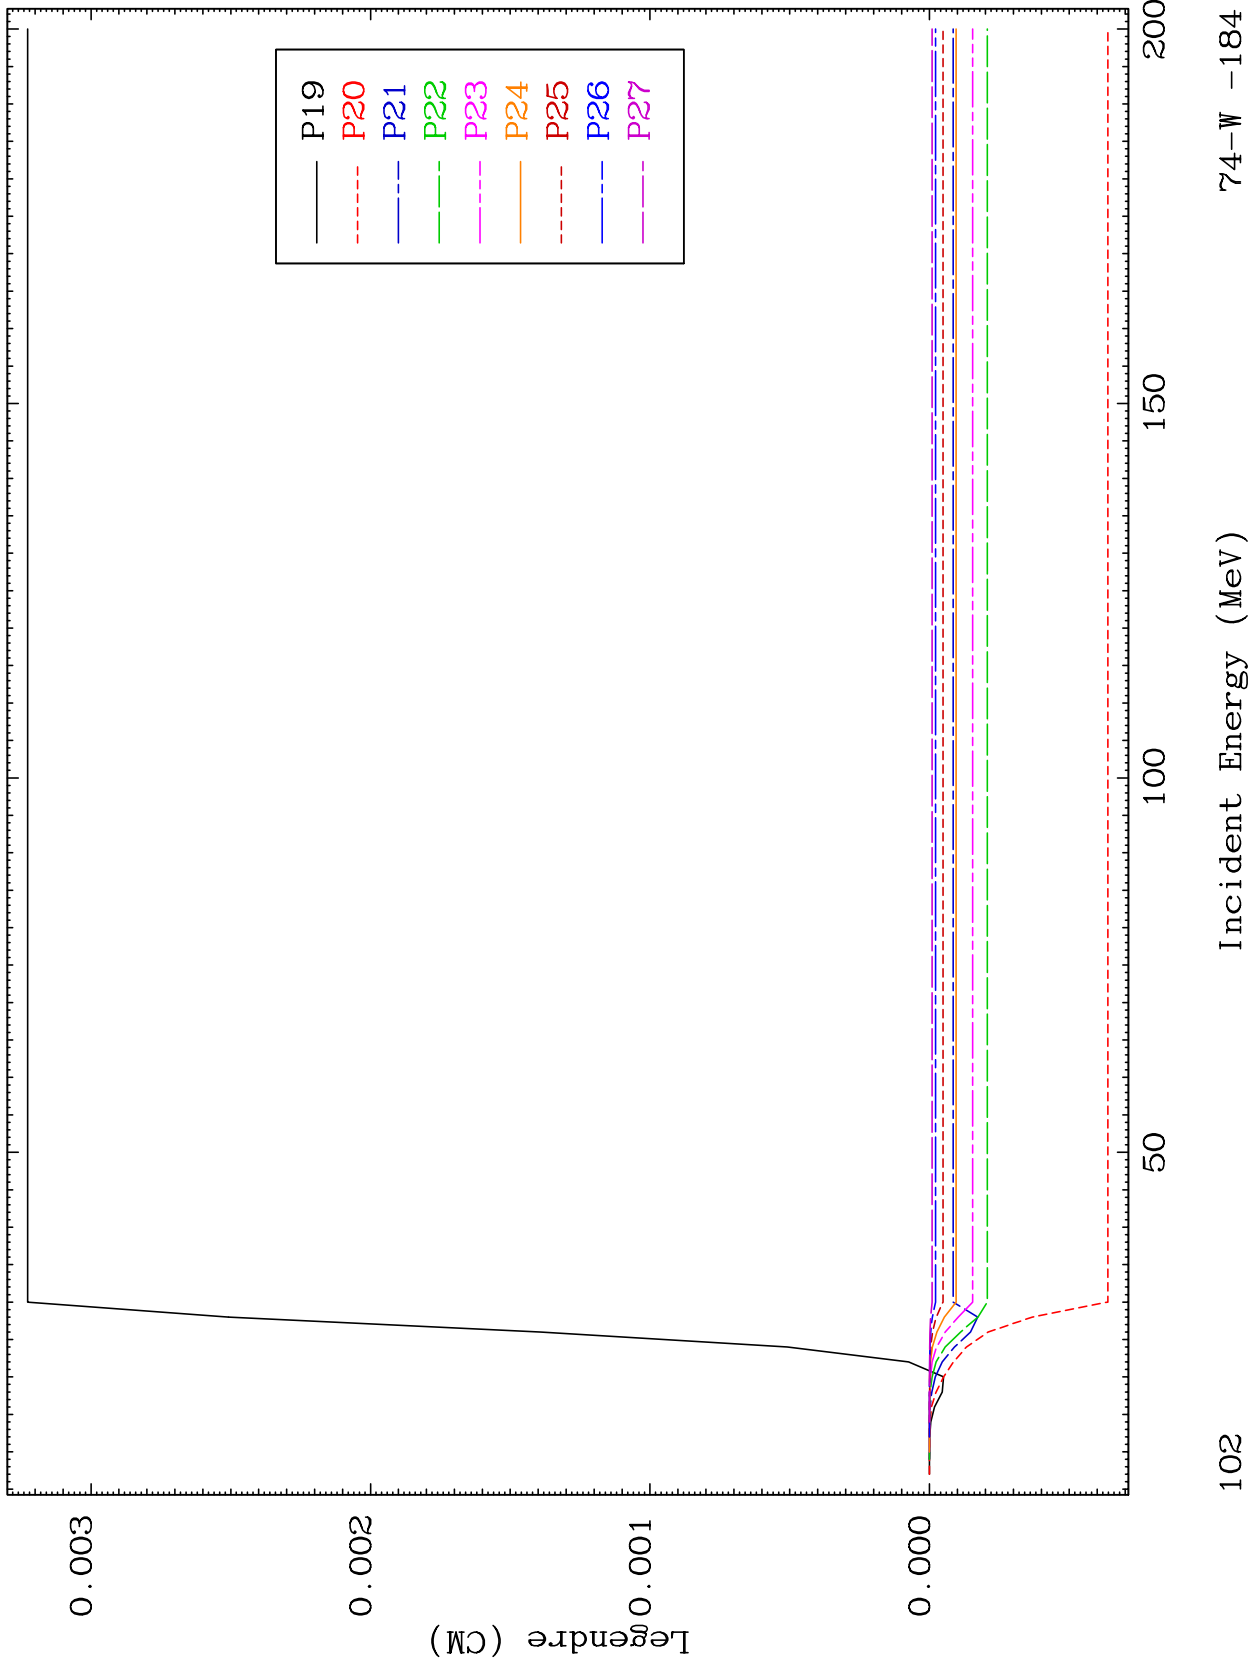 Legendre (CM)
0.003
0.002
0.001
0.000
P19
P20
P21
P22
P23
P24
P25
P26
P27
50
100
150
200
102
Incident Energy (MeV)
74-W -184